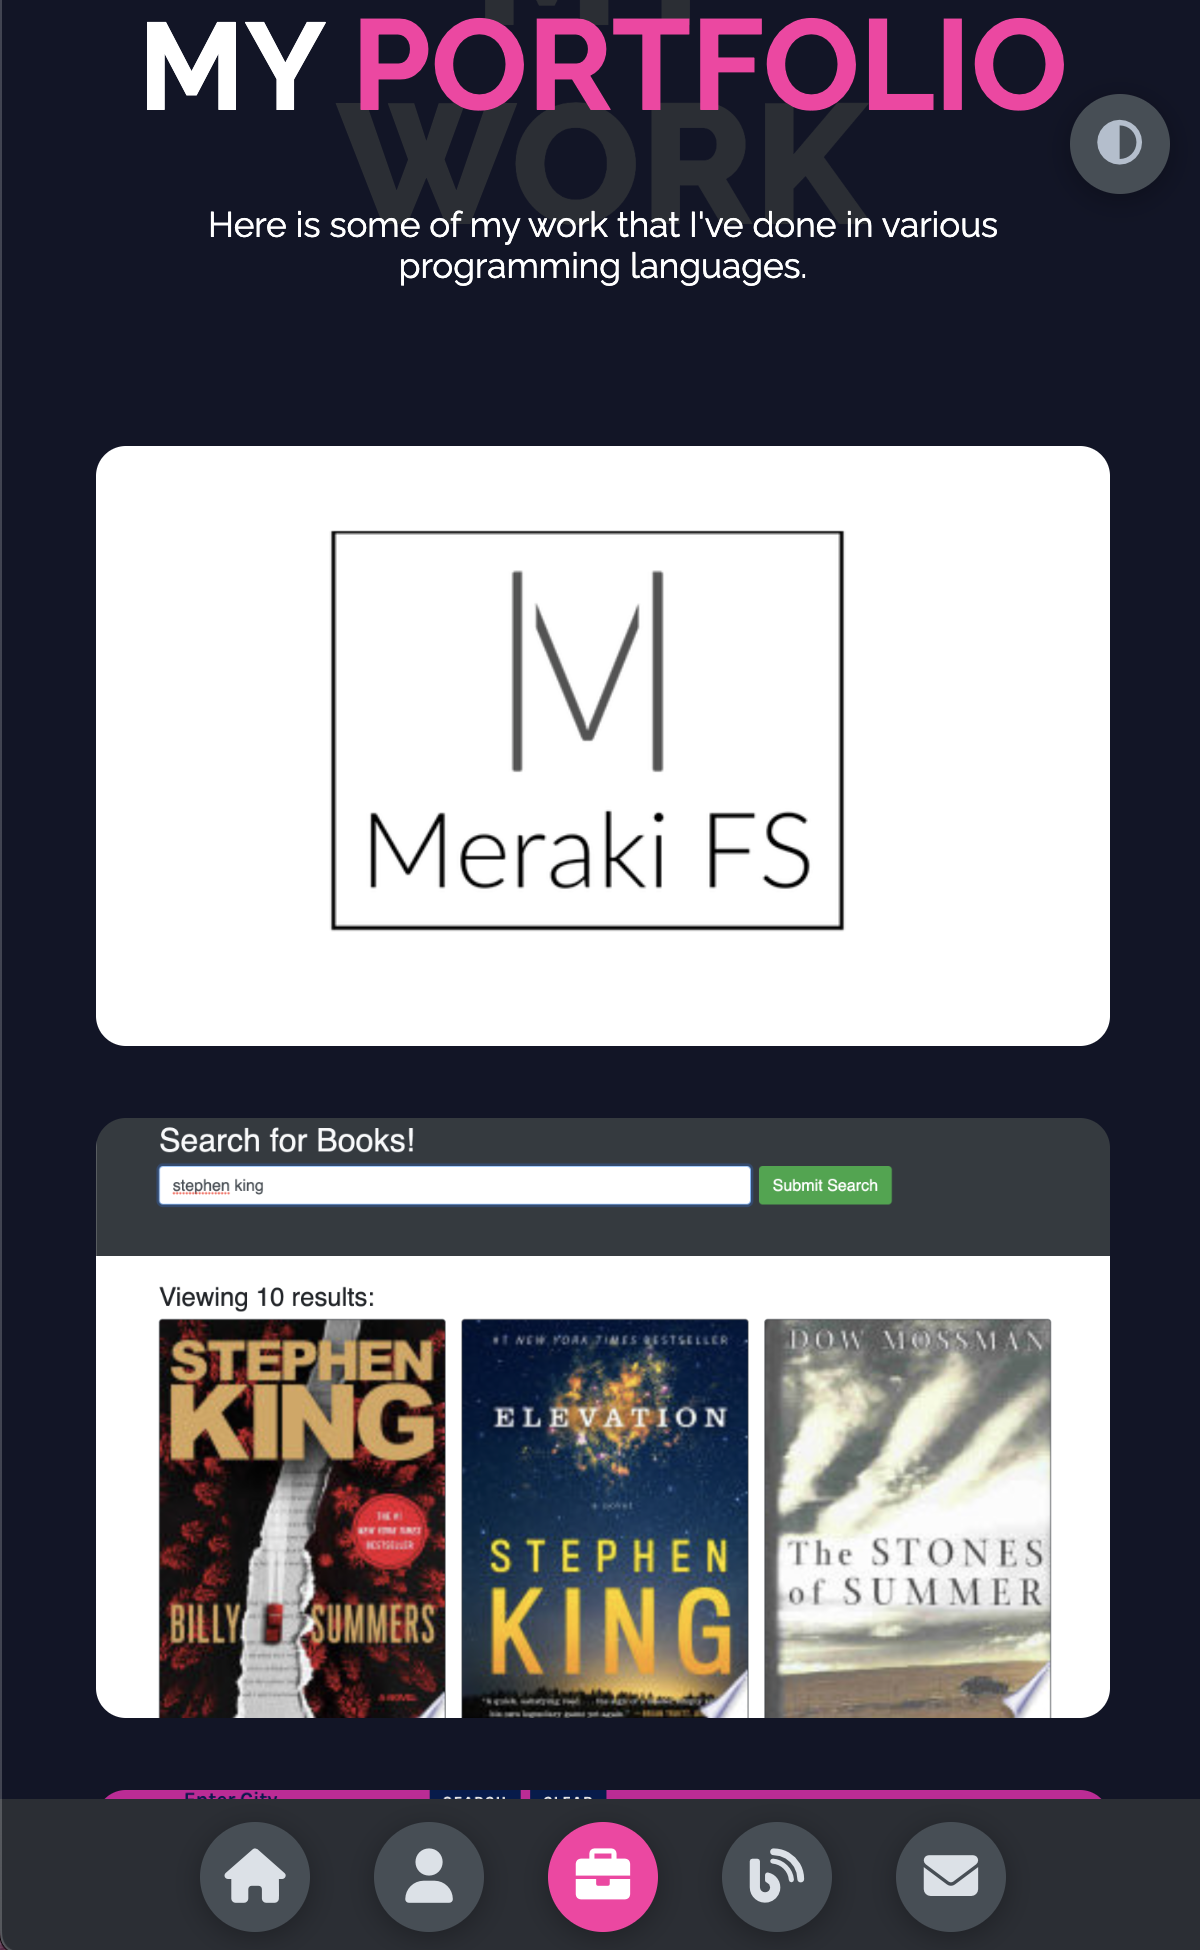 MY
MY PORTFOLIO
WORK
Here is some of my work that I've done in various
programming languages.
M
Meraki FS
Search for Books!
stephen king
Submit Search
Viewing 10 results:
STEPHEN
KING
THE #1
NEW YORK TIMES
BESTSELLER
BILLY SUMMERS
A NOVEL
#1 NEW YORK TIMES BESTSELLER
ELEVATION
a novel
STEPHEN
KING
DOW MOSSMAN
The STONES
of SUMMER
Enter City
SEARCH
CLEAR